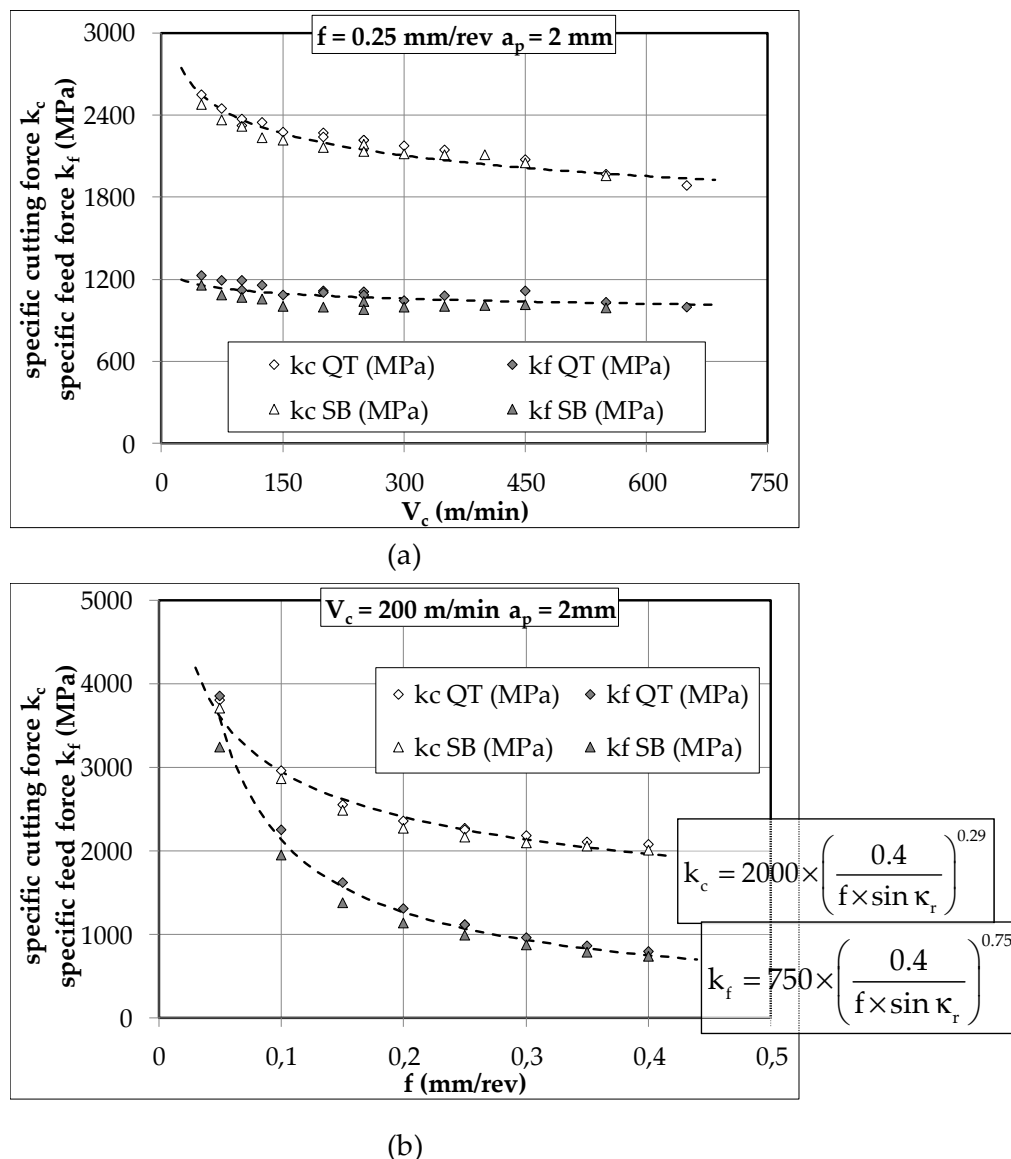 f = 0.25 mm/rev a_p = 2 mm
specific cutting force k_c
specific feed force k_f (MPa)
3000
2400
1800
1200
600
0
kc QT (MPa)
kf QT (MPa)
kc SB (MPa)
kf SB (MPa)
0 150 300 450 600 750
V_c (m/min)
(a)
V_c = 200 m/min a_p = 2mm
specific cutting force k_c
specific feed force k_f (MPa)
5000
4000
3000
2000
1000
0
kc QT (MPa)
kf QT (MPa)
kc SB (MPa)
kf SB (MPa)
k_c = 2000 × (0.4 / (f × sin κ_r))^0.29
k_f = 750 × (0.4 / (f × sin κ_r))^0.75
0 0,1 0,2 0,3 0,4 0,5
f (mm/rev)
(b)